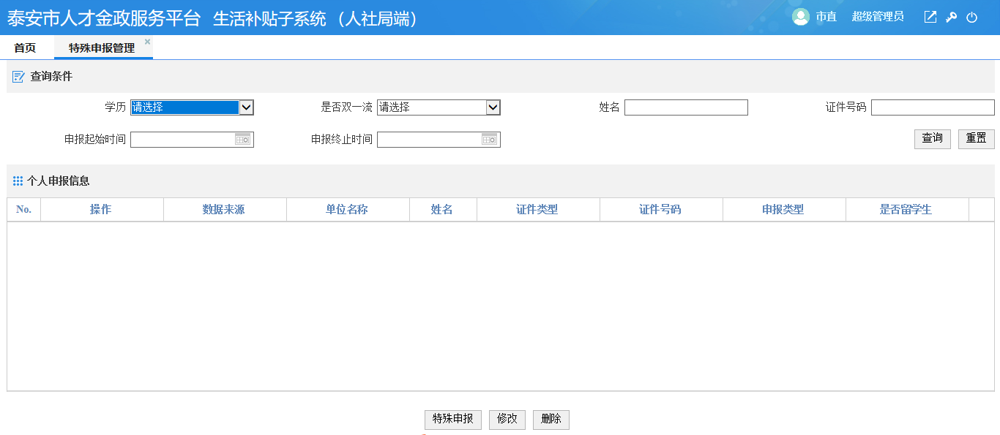 泰安市人才金政服务平台 生活补贴子系统（人社局端） 市直 超级管理员
首页 特殊申报管理
查询条件
学历 请选择 是否双一流 请选择 姓名 证件号码
申报起始时间 申报终止时间 查询 重置
个人申报信息
No. 操作 数据来源 单位名称 姓名 证件类型 证件号码 申报类型 是否留学生
特殊申报 修改 删除